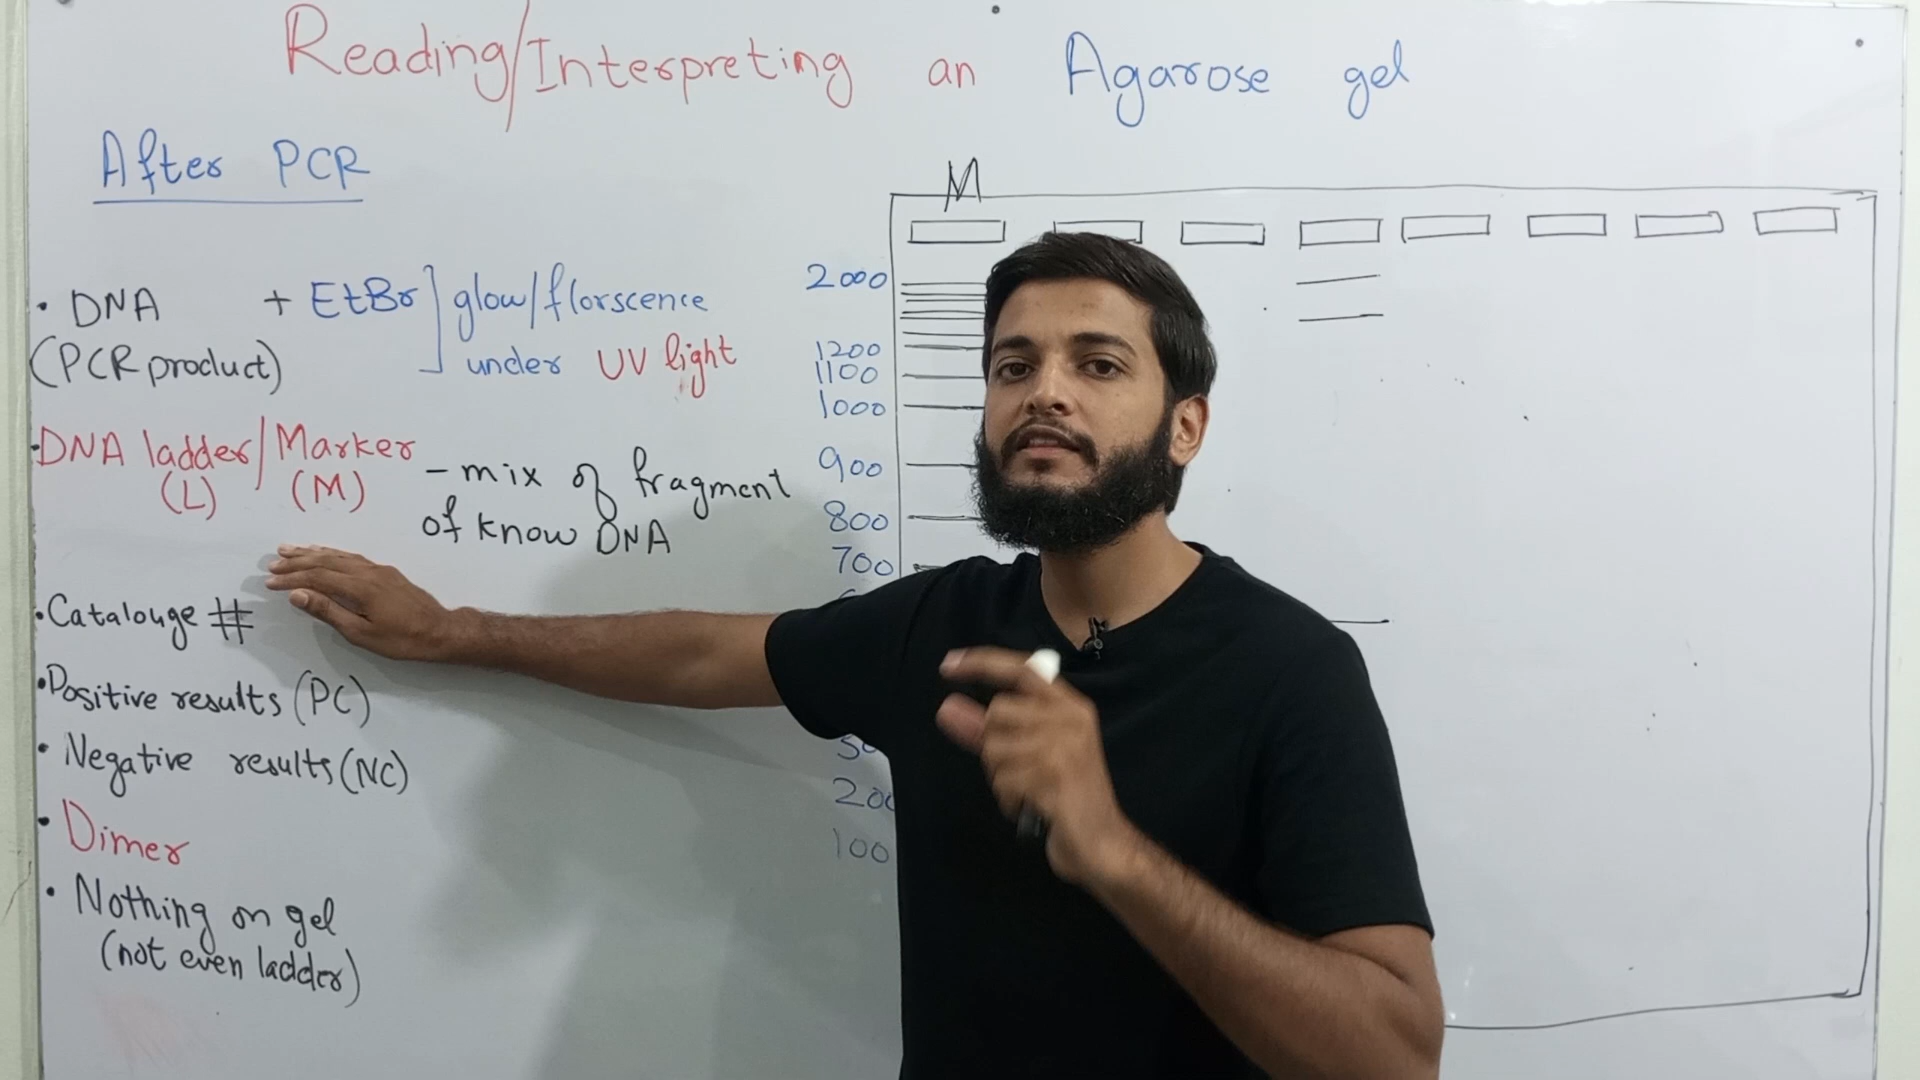 Reading/Interpreting an Agarose gel
After PCR
• DNA + EtBr] glow/florscence
(PCR product) under UV light
• DNA ladder/Marker
(L) (M)
– mix of fragment
of know DNA
• Catalouge #
• Positive results (PC)
• Negative results (NC)
• Dimer
• Nothing on gel
(not even ladder)
M
2000
1200
1100
1000
900
800
700
200
100